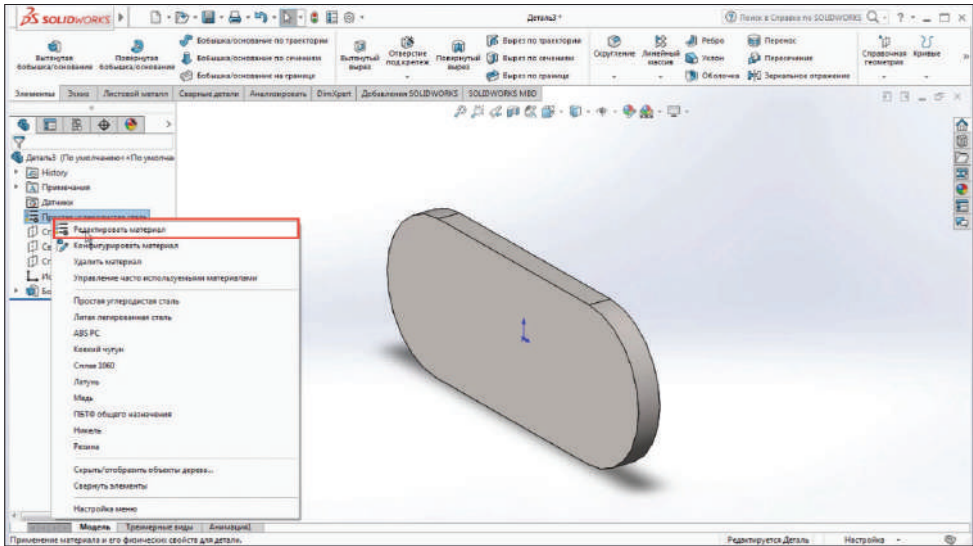 SOLIDWORKS
Деталь3 *
Поиск в Справке по SOLIDWORKS
Вытянутая бобышка/основание
Повернутая бобышка/основание
Бобышка/основание по траектории
Бобышка/основание по сечениям
Бобышка/основание на границе
Вытянутый вырез
Отверстие под крепеж
Повернутый вырез
Вырез по траектории
Вырез по сечениям
Вырез по границе
Скругление
Линейный массив
Ребро
Уклон
Оболочка
Перенос
Пересечение
Зеркальное отражение
Справочная геометрия
Кривые
Элементы
Эскиз
Листовой металл
Сварные детали
Анализировать
DimXpert
Добавления SOLIDWORKS
SOLIDWORKS MBD
Деталь3 (По умолчанию<<По умолча
History
Примечания
Датчики
Простая углеродистая сталь
Редактировать материал
Конфигурировать материал
Удалить материал
Управление часто используемыми материалами
Простая углеродистая сталь
Литая легированная сталь
ABS PC
Ковкий чугун
Сплав 1060
Латунь
Медь
ПБТФ общего назначения
Никель
Резина
Скрыть/отобразить объекты дерева...
Свернуть элементы
Настройка меню
Модель
Трехмерные виды
Анимация1
Применение материала и его физических свойств для детали.
Редактируется Деталь
Настройка